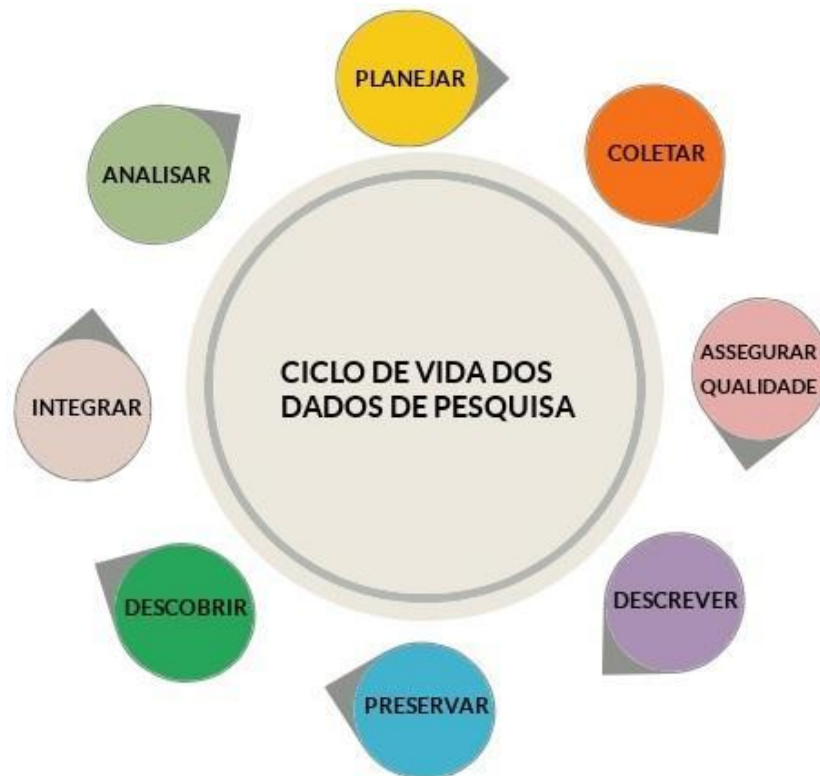 PLANEJAR
COLETAR
ASSEGURAR
QUALIDADE
DESCREVER
PRESERVAR
DESCOBRIR
INTEGRAR
ANALISAR
CICLO DE VIDA DOS
DADOS DE PESQUISA